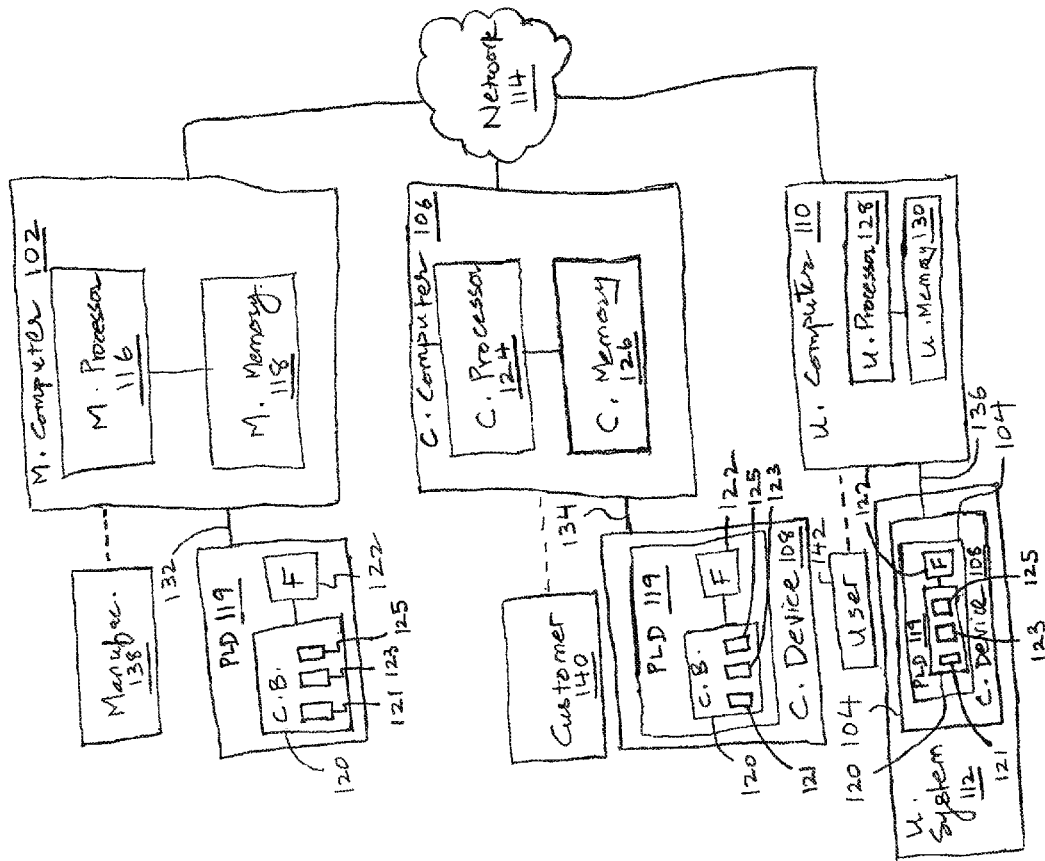 M. Computer 102
M. Processor
116
M. Memory
118
Manufac.
138
132
PLD 119
C.B.
F
122
125
123
121
120
Network
114
C. Computer 106
C. Processor
124
C. Memory
126
Customer
140
134
PLD 119
C.B.
F
122
125
123
C. Device 108
120
121
142
U. Computer 110
U. Processor 128
U. Memory 130
User
136
104
122
PLD 119
F
C. Device 108
125
123
121
120
104
U.
System
112